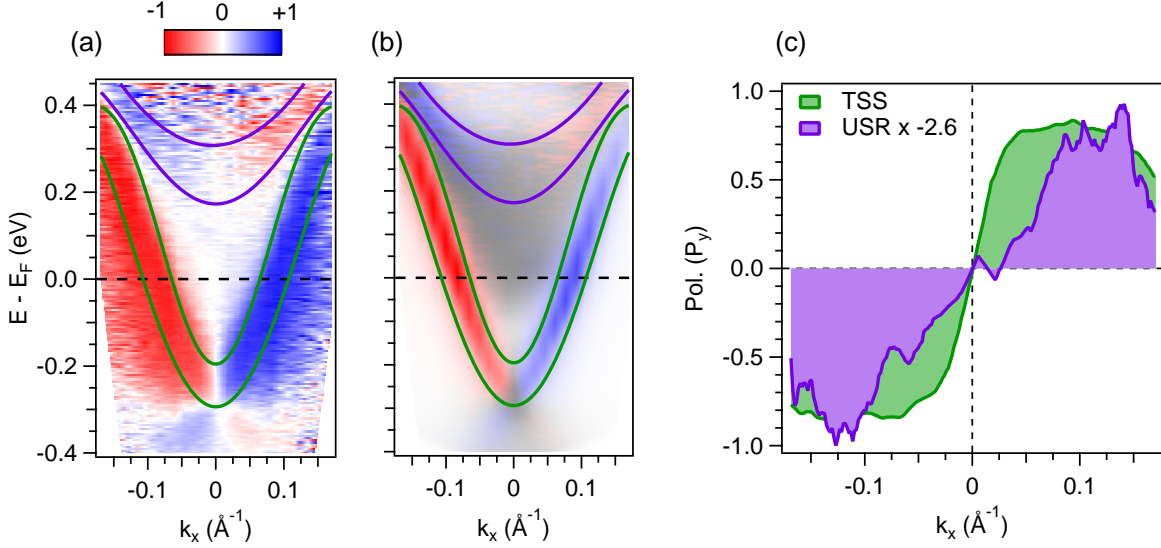 -1 0 +1
(a)
(b)
(c)
E - E_F (eV)
0.4
0.2
0.0
-0.2
-0.4
-0.1 0 0.1
k_x (Å⁻¹)
-0.1 0 0.1
k_x (Å⁻¹)
Pol. (P_y)
1.0
0.5
0.0
-0.5
-1.0
TSS
USR x -2.6
-0.1 0 0.1
k_x (Å⁻¹)